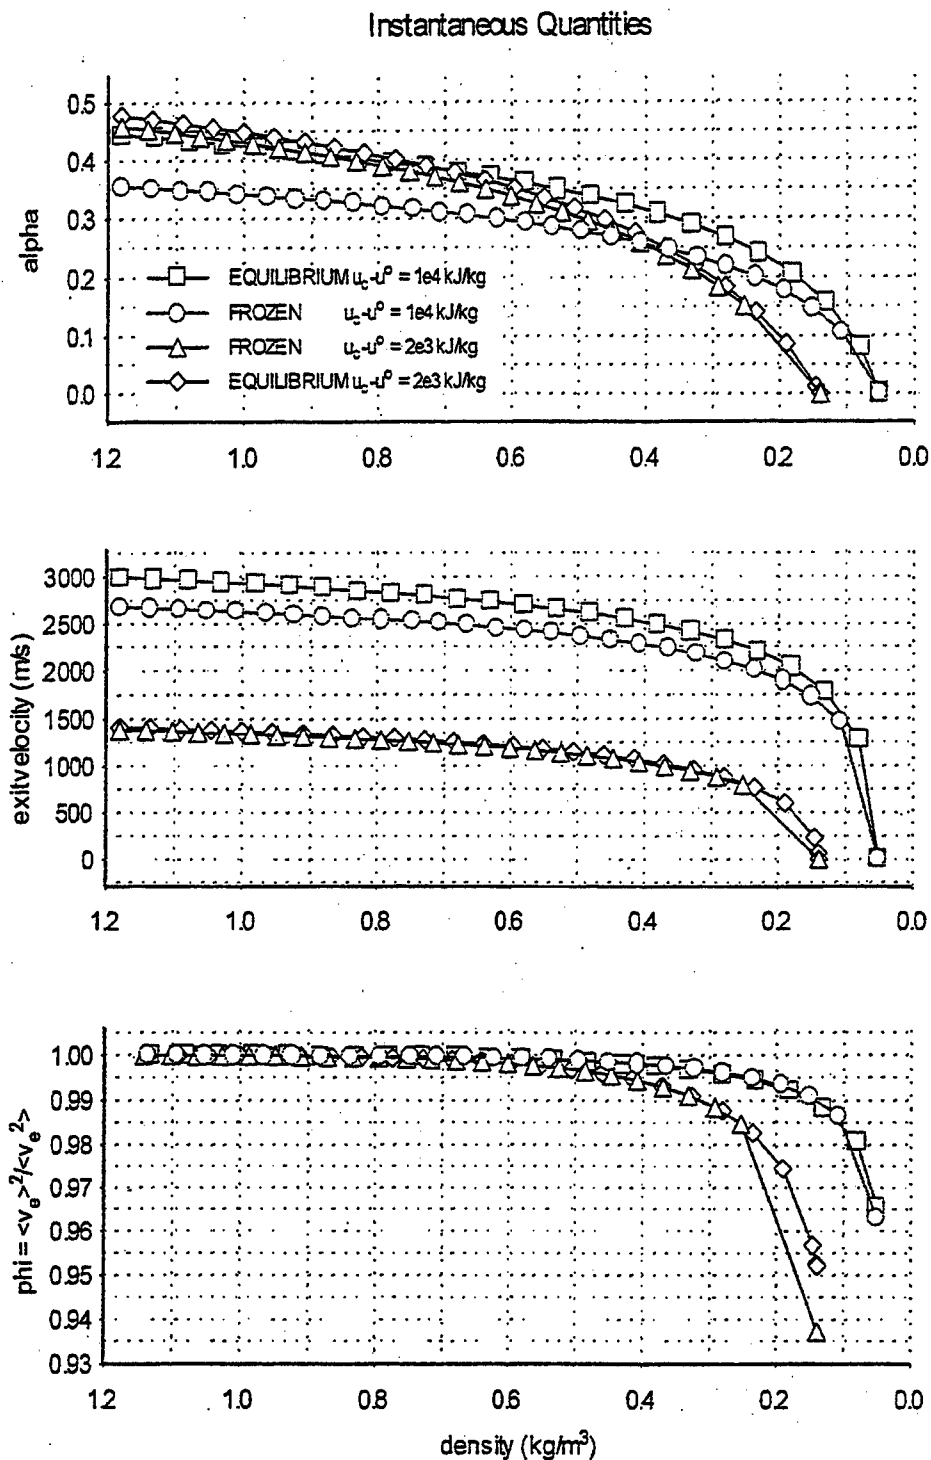 Instantaneous Quantities
alpha
0.5
0.4
0.3
0.2
0.1
0.0
EQUILIBRIUM u_c-u^o = 1e4 kJ/kg
FROZEN u_c-u^o = 1e4 kJ/kg
FROZEN u_c-u^o = 2e3 kJ/kg
EQUILIBRIUM u_c-u^o = 2e3 kJ/kg
1.2 1.0 0.8 0.6 0.4 0.2 0.0
exit velocity (m/s)
3000
2500
2000
1500
1000
500
0
1.2 1.0 0.8 0.6 0.4 0.2 0.0
phi = <v_e>^2/<v_e^2>
1.00
0.99
0.98
0.97
0.96
0.95
0.94
0.93
1.2 1.0 0.8 0.6 0.4 0.2 0.0
density (kg/m^3)